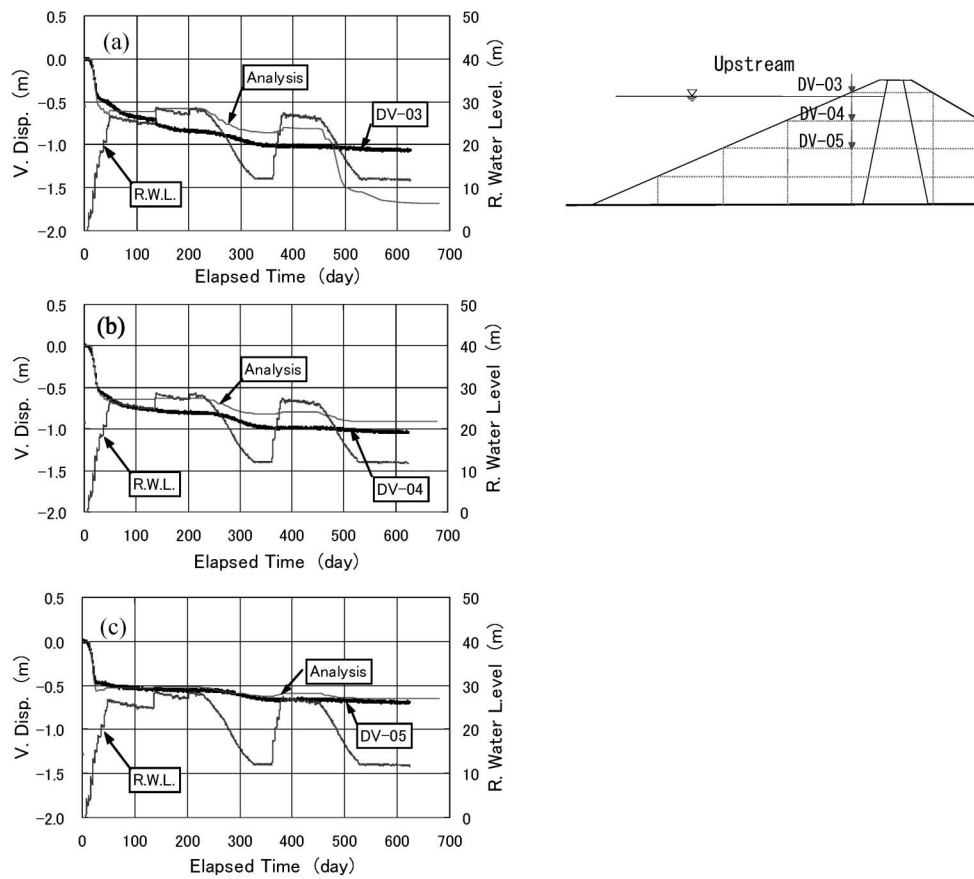 (a)
0.5
0.0
-0.5
-1.0
-1.5
-2.0
V. Disp. (m)
50
40
30
20
10
0
R. Water Level. (m)
Analysis
DV-03
R.W.L.
0 100 200 300 400 500 600 700
Elapsed Time (day)
Upstream
DV-03
DV-04
DV-05
(b)
0.5
0.0
-0.5
-1.0
-1.5
-2.0
V. Disp. (m)
50
40
30
20
10
0
R. Water L.evel (m)
Analysis
R.W.L.
DV-04
0 100 200 300 400 500 600 700
Elapsed Time (day)
(c)
0.5
0.0
-0.5
-1.0
-1.5
-2.0
V. Disp. (m)
50
40
30
20
10
0
R. Water L.evel (m)
Analysis
DV-05
R.W.L.
0 100 200 300 400 500 600 700
Elapsed Time (day)